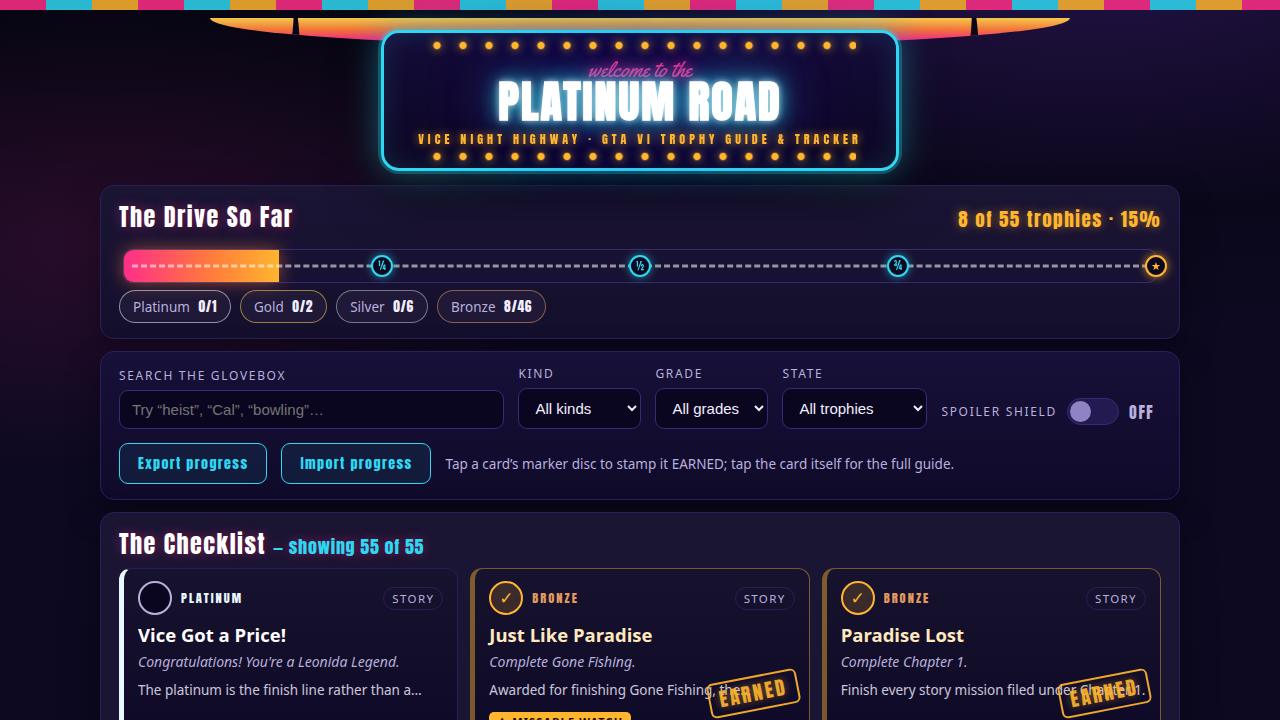 welcome to the
PLATINUM ROAD
VICE NIGHT HIGHWAY · GTA VI TROPHY GUIDE & TRACKER
The Drive So Far
8 of 55 trophies · 15%
¼ ½ ¾ ★
Platinum 0/1 Gold 0/2 Silver 0/6 Bronze 8/46
SEARCH THE GLOVEBOX KIND GRADE STATE
Try “heist”, “Cal”, “bowling”… All kinds All grades All trophies SPOILER SHIELD OFF
Export progress Import progress Tap a card’s marker disc to stamp it EARNED; tap the card itself for the full guide.
The Checklist – showing 55 of 55
PLATINUM STORY
Vice Got a Price!
Congratulations! You're a Leonida Legend.
The platinum is the finish line rather than a…
✓ BRONZE STORY
Just Like Paradise
Complete Gone Fishing.
Awarded for finishing Gone Fishing,
EARNED
MISSABLE WATCH
✓ BRONZE STORY
Paradise Lost
Complete Chapter 1.
Finish every story mission filed under Chapter 1.
EARNED